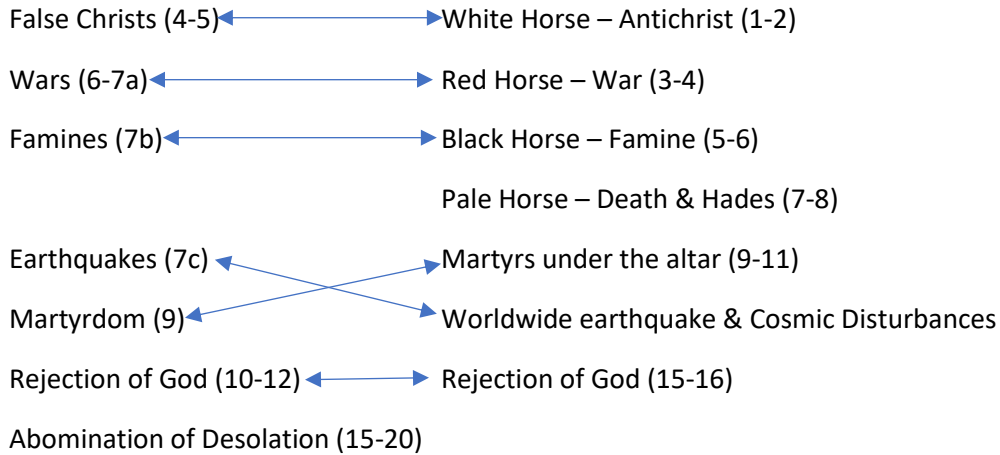 False Christs (4-5) White Horse – Antichrist (1-2)
Wars (6-7a) Red Horse – War (3-4)
Famines (7b) Black Horse – Famine (5-6)
Pale Horse – Death & Hades (7-8)
Earthquakes (7c) Martyrs under the altar (9-11)
Martyrdom (9) Worldwide earthquake & Cosmic Disturbances
Rejection of God (10-12) Rejection of God (15-16)
Abomination of Desolation (15-20)